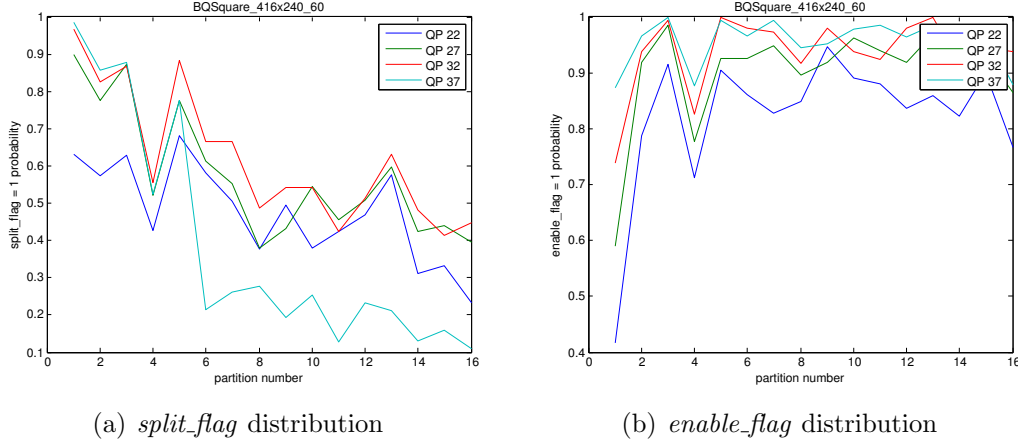 BQSquare_416x240_60
1
0.9
0.8
0.7
0.6
0.5
0.4
0.3
0.2
0.1
split_flag = 1 probability
0 2 4 6 8 10 12 14 16
partition number
QP 22
QP 27
QP 32
QP 37
(a) split_flag distribution
BQSquare_416x240_60
1
0.9
0.8
0.7
0.6
0.5
0.4
enable_flag = 1 probability
0 2 4 6 8 10 12 14 16
partition number
QP 22
QP 27
QP 32
QP 37
(b) enable_flag distribution